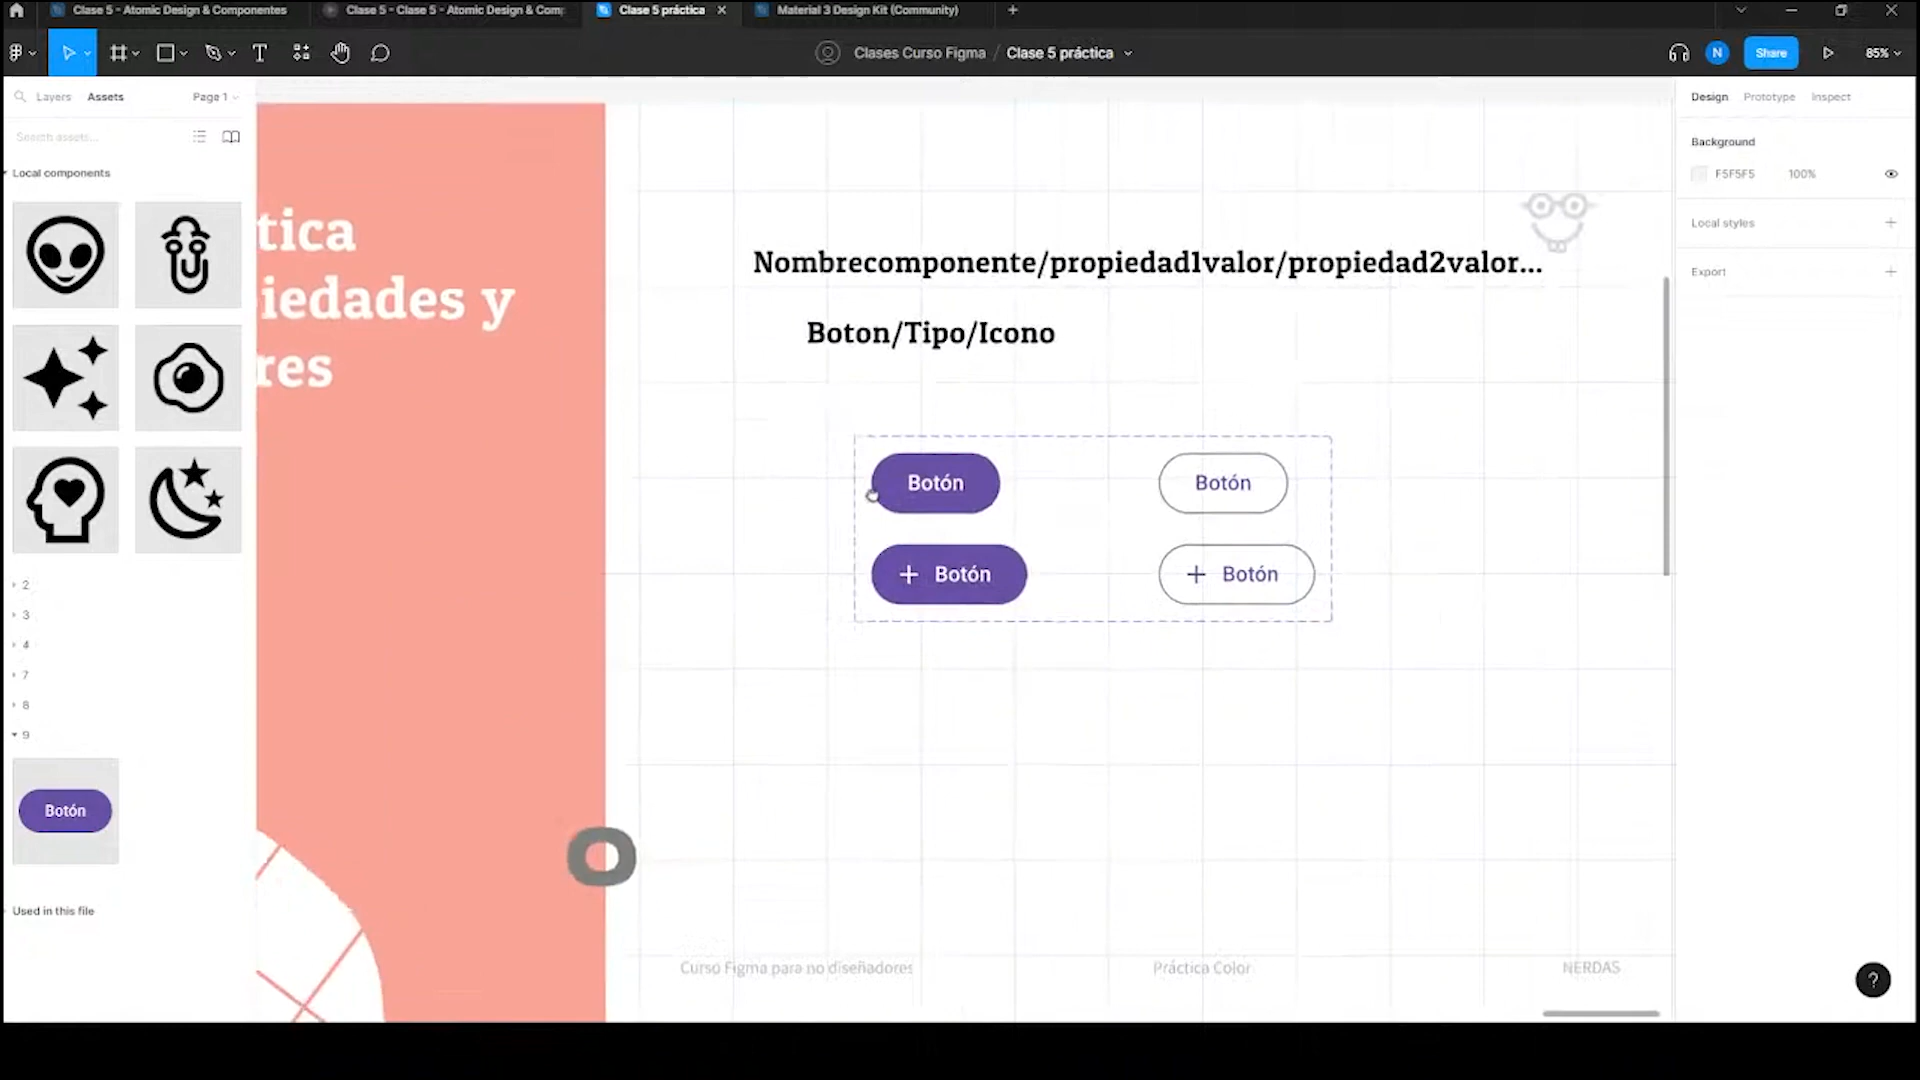 Clase 5 - Atomic Design & Componentes
Clase 5 - Clase 5 - Atomic Design & Com
Clase 5 práctica
Material 3 Design Kit (Community)
Clases Curso Figma / Clase 5 práctica
N
Share
85%
Layers
Assets
Page 1
Search assets...
Local components
2
3
4
7
8
9
Botón
Used in this file
tica
iedades y
res
Nombrecomponente/propiedad1valor/propiedad2valor...
Boton/Tipo/Icono
Botón
Botón
+ Botón
+ Botón
Curso Figma para no diseñadores
Práctica Color
NERDAS
Design
Prototype
Inspect
Background
F5F5F5
100%
Local styles
Export
?